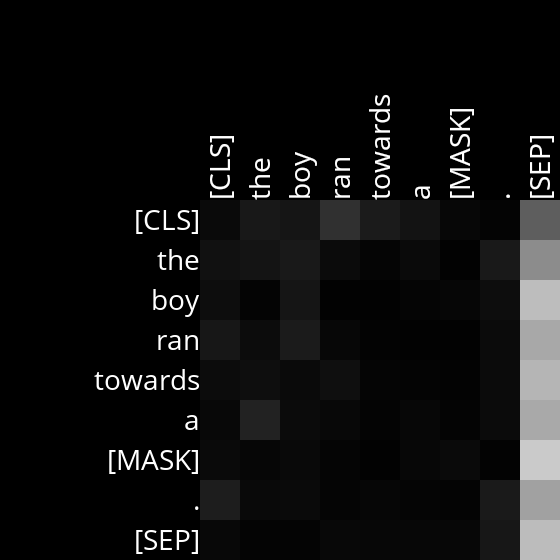 [CLS] the boy ran towards a [MASK] . [SEP]
[CLS]
the
boy
ran
towards
a
[MASK]
.
[SEP]